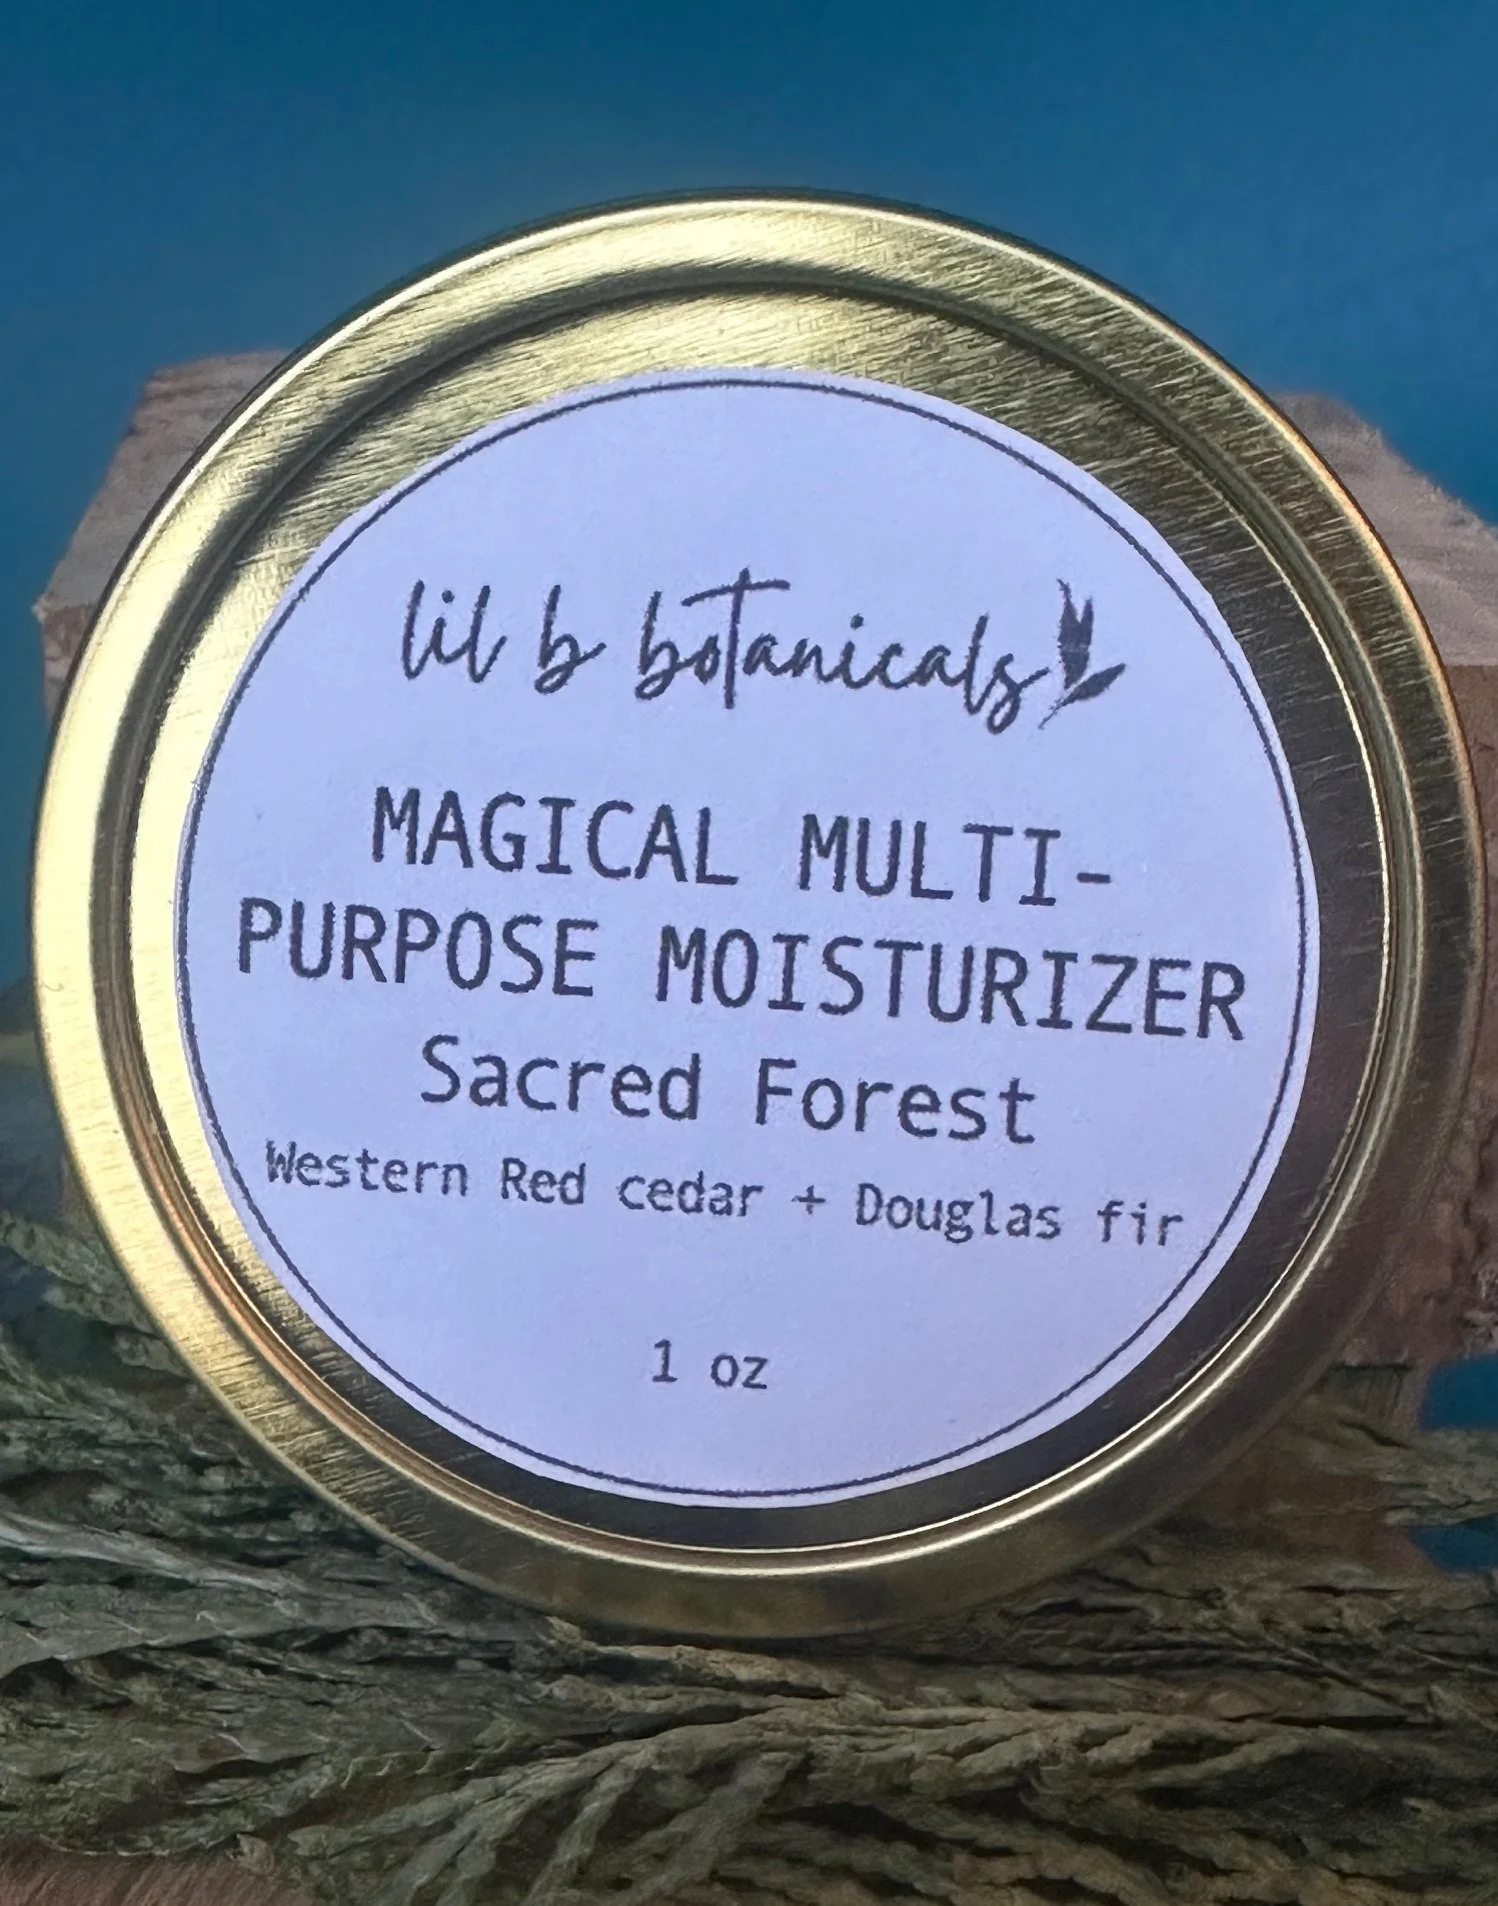 lil b botanicals
MAGICAL MULTI-
PURPOSE MOISTURIZER
Sacred Forest
Western Red cedar + Douglas fir
1 oz